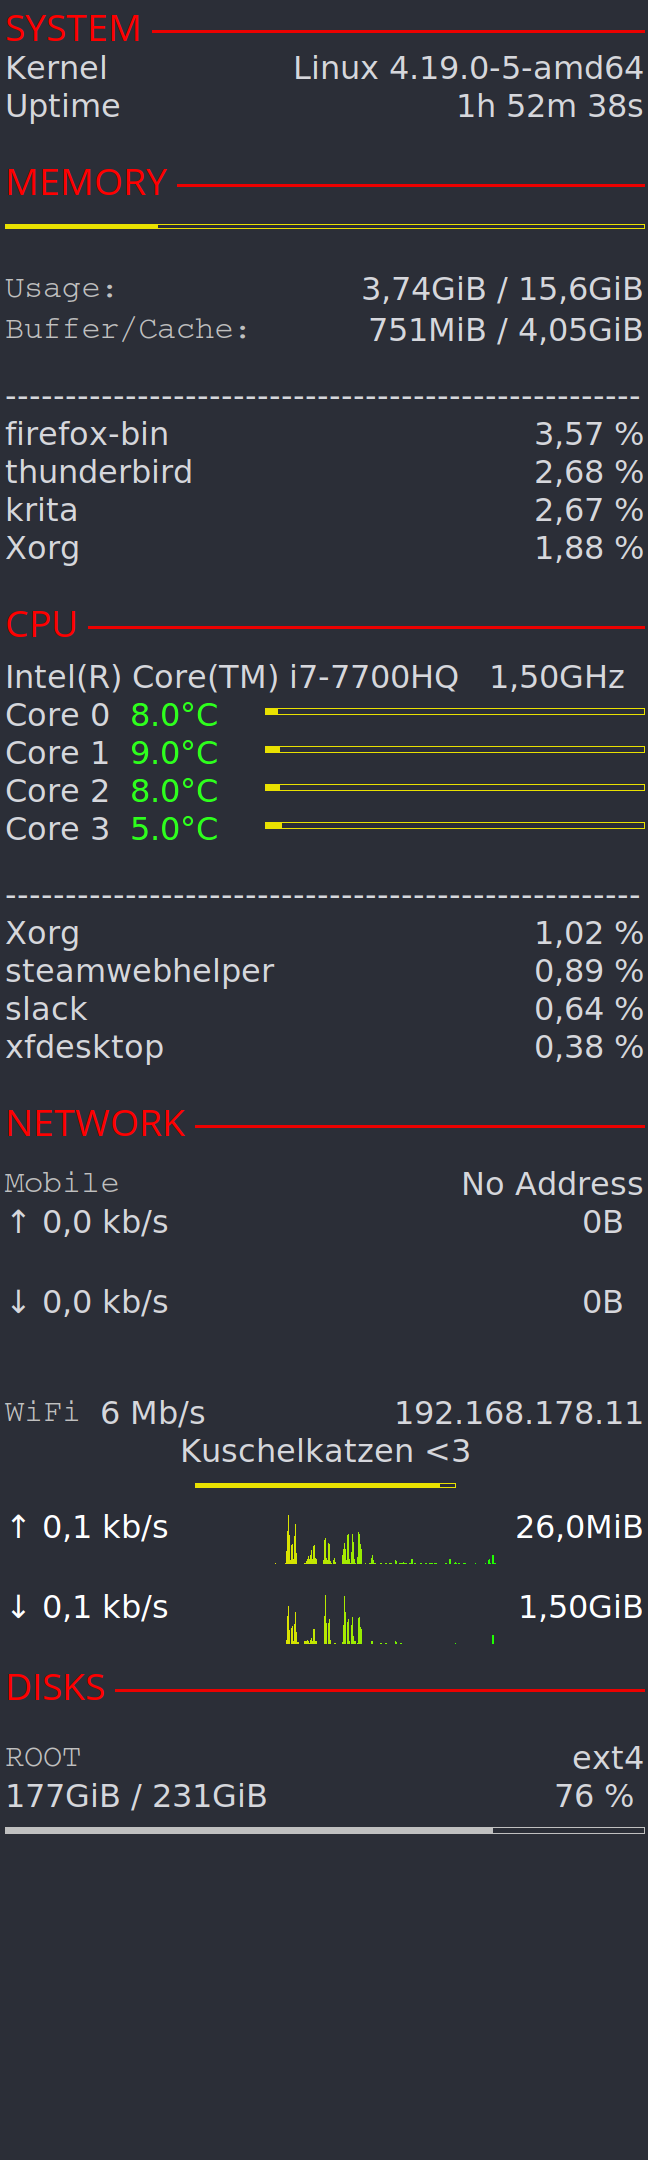 SYSTEM
Kernel Linux 4.19.0-5-amd64
Uptime 1h 52m 38s
MEMORY
Usage: 3,74GiB / 15,6GiB
Buffer/Cache: 751MiB / 4,05GiB
-----------------------------------------------------
firefox-bin 3,57 %
thunderbird 2,68 %
krita 2,67 %
Xorg 1,88 %
CPU
Intel(R) Core(TM) i7-7700HQ 1,50GHz
Core 0 8.0°C
Core 1 9.0°C
Core 2 8.0°C
Core 3 5.0°C
-----------------------------------------------------
Xorg 1,02 %
steamwebhelper 0,89 %
slack 0,64 %
xfdesktop 0,38 %
NETWORK
Mobile No Address
↑ 0,0 kb/s 0B
↓ 0,0 kb/s 0B
WiFi 6 Mb/s 192.168.178.11
Kuschelkatzen <3
↑ 0,1 kb/s 26,0MiB
↓ 0,1 kb/s 1,50GiB
DISKS
ROOT ext4
177GiB / 231GiB 76 %